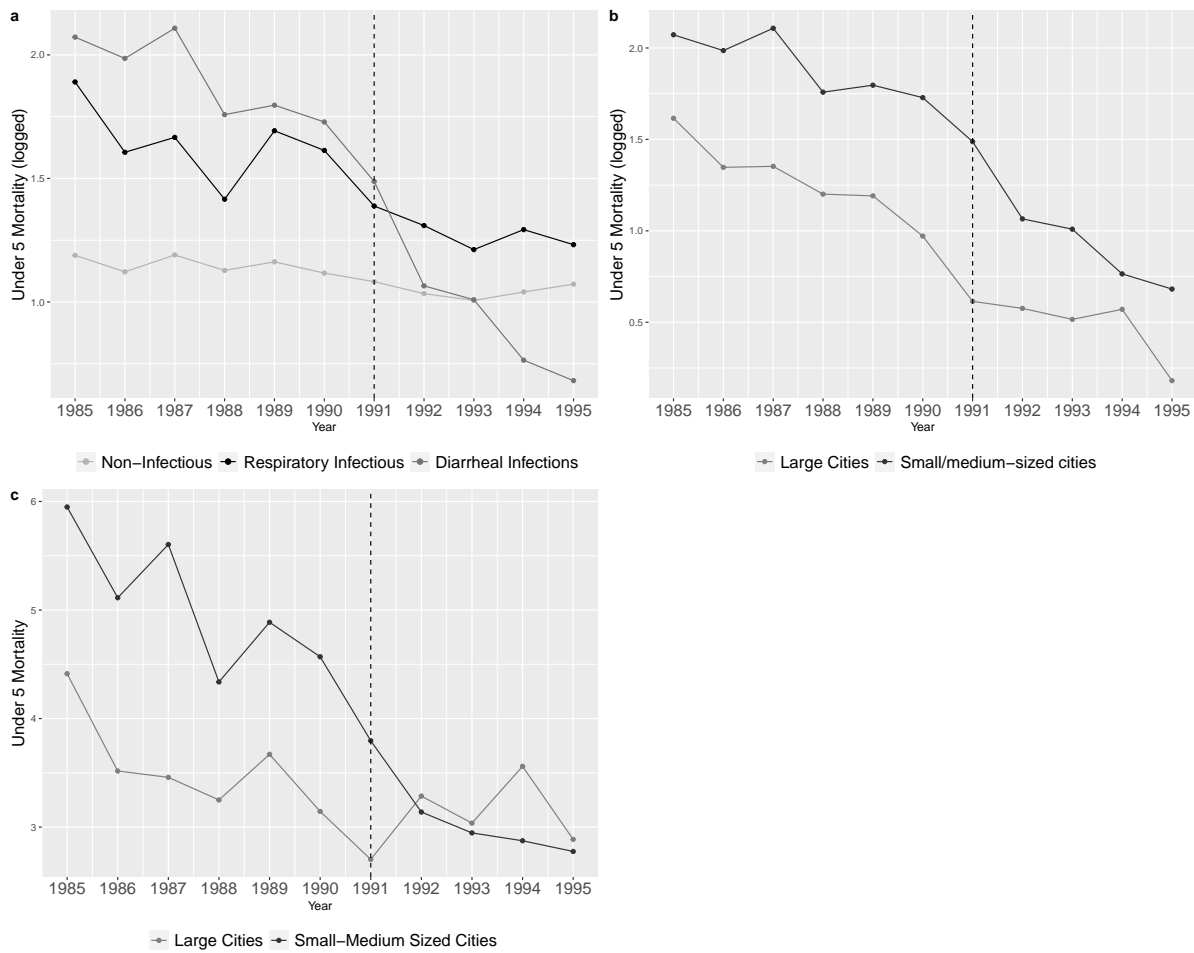 a
Under 5 Mortality (logged)
2.0
1.5
1.0
1985 1986 1987 1988 1989 1990 1991 1992 1993 1994 1995
Year
Non−Infectious Respiratory Infectious Diarrheal Infections
b
Under 5 Mortality (logged)
2.0
1.5
1.0
0.5
1985 1986 1987 1988 1989 1990 1991 1992 1993 1994 1995
Year
Large Cities Small/medium−sized cities
c
Under 5 Mortality
6
5
4
3
1985 1986 1987 1988 1989 1990 1991 1992 1993 1994 1995
Year
Large Cities Small−Medium Sized Cities